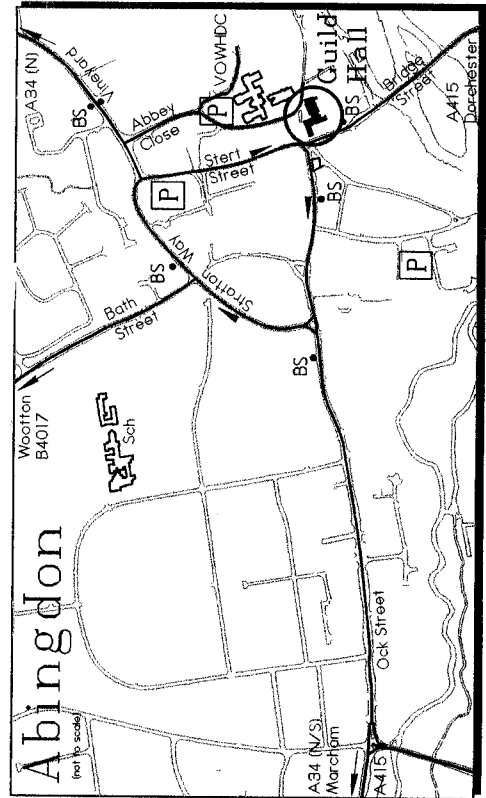 Abingdon
(not to scale)
Wootton
B4017
A34 (N)
Vineyard
BS
Abbey
Close
VOWHDC
P
Guild
Hall
BS
Bridge
Street
A415
Dorchester
Stert
Street
P
BS
Stratton
Way
BS
Bath
Street
P
BS
Sch
Ock Street
A34 (N/S)
Marcham
A415